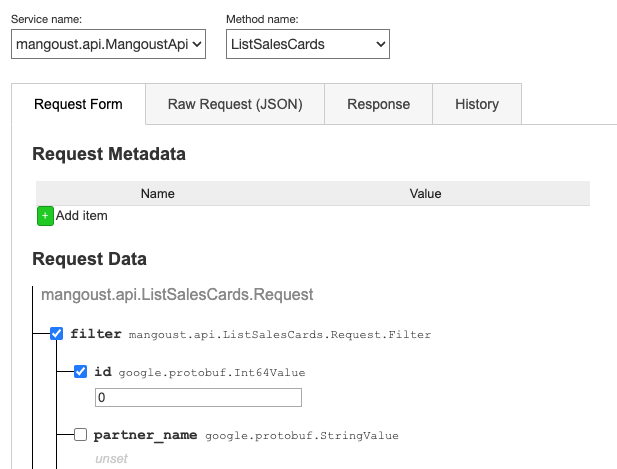 Service name:
Method name:
mangoust.api.MangoustApi
ListSalesCards
Request Form
Raw Request (JSON)
Response
History
Request Metadata
Name
Value
+ Add item
Request Data
mangoust.api.ListSalesCards.Request
filter mangoust.api.ListSalesCards.Request.Filter
id google.protobuf.Int64Value
0
partner_name google.protobuf.StringValue
unset